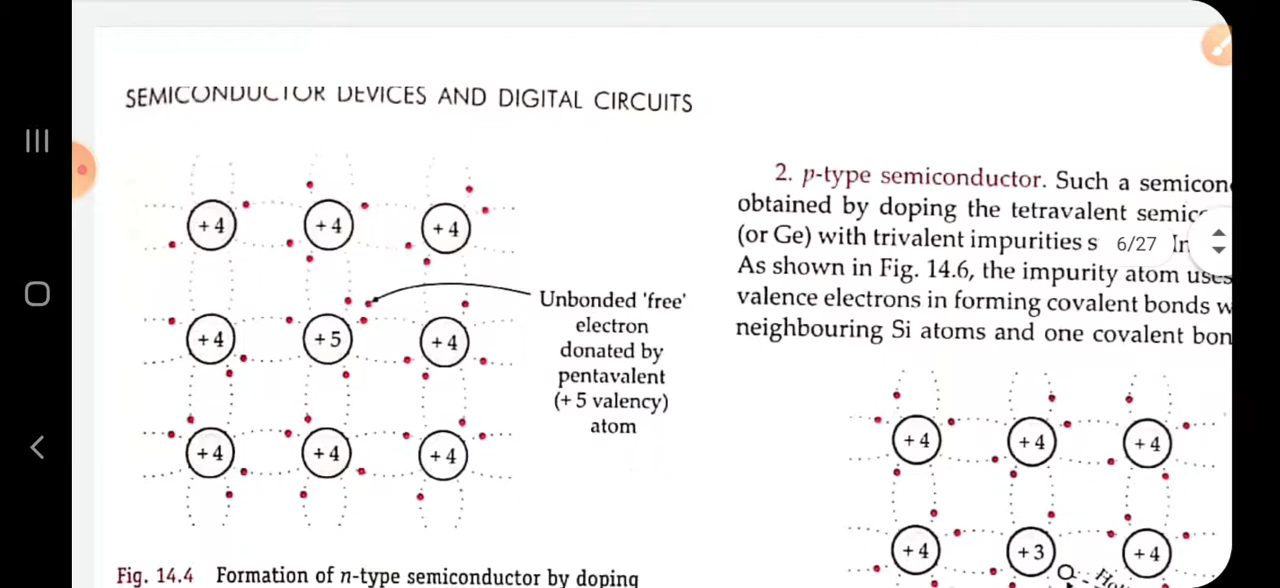 SEMICONDUCTOR DEVICES AND DIGITAL CIRCUITS
+4 +4 +4
+4 +5 +4
+4 +4 +4
Unbonded 'free'
electron
donated by
pentavalent
(+5 valency)
atom
Fig. 14.4 Formation of n-type semiconductor by doping
2. p-type semiconductor. Such a semicon
obtained by doping the tetravalent semic
(or Ge) with trivalent impurities s 6/27 In
As shown in Fig. 14.6, the impurity atom uses
valence electrons in forming covalent bonds w
neighbouring Si atoms and one covalent bon
+4 +4 +4
+4 +3 +4